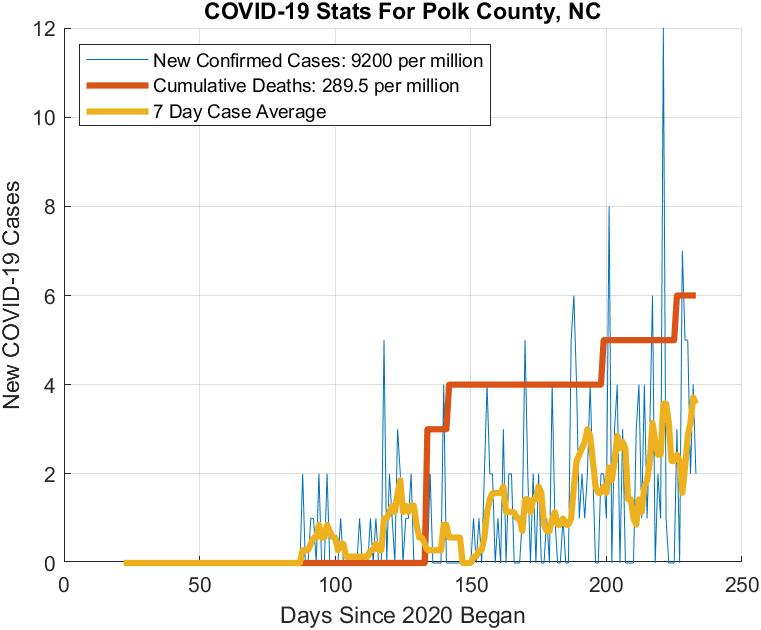 COVID-19 Stats For Polk County, NC
New Confirmed Cases: 9200 per million
Cumulative Deaths: 289.5 per million
7 Day Case Average
New COVID-19 Cases
12
10
8
6
4
2
0
0 50 100 150 200 250
Days Since 2020 Began